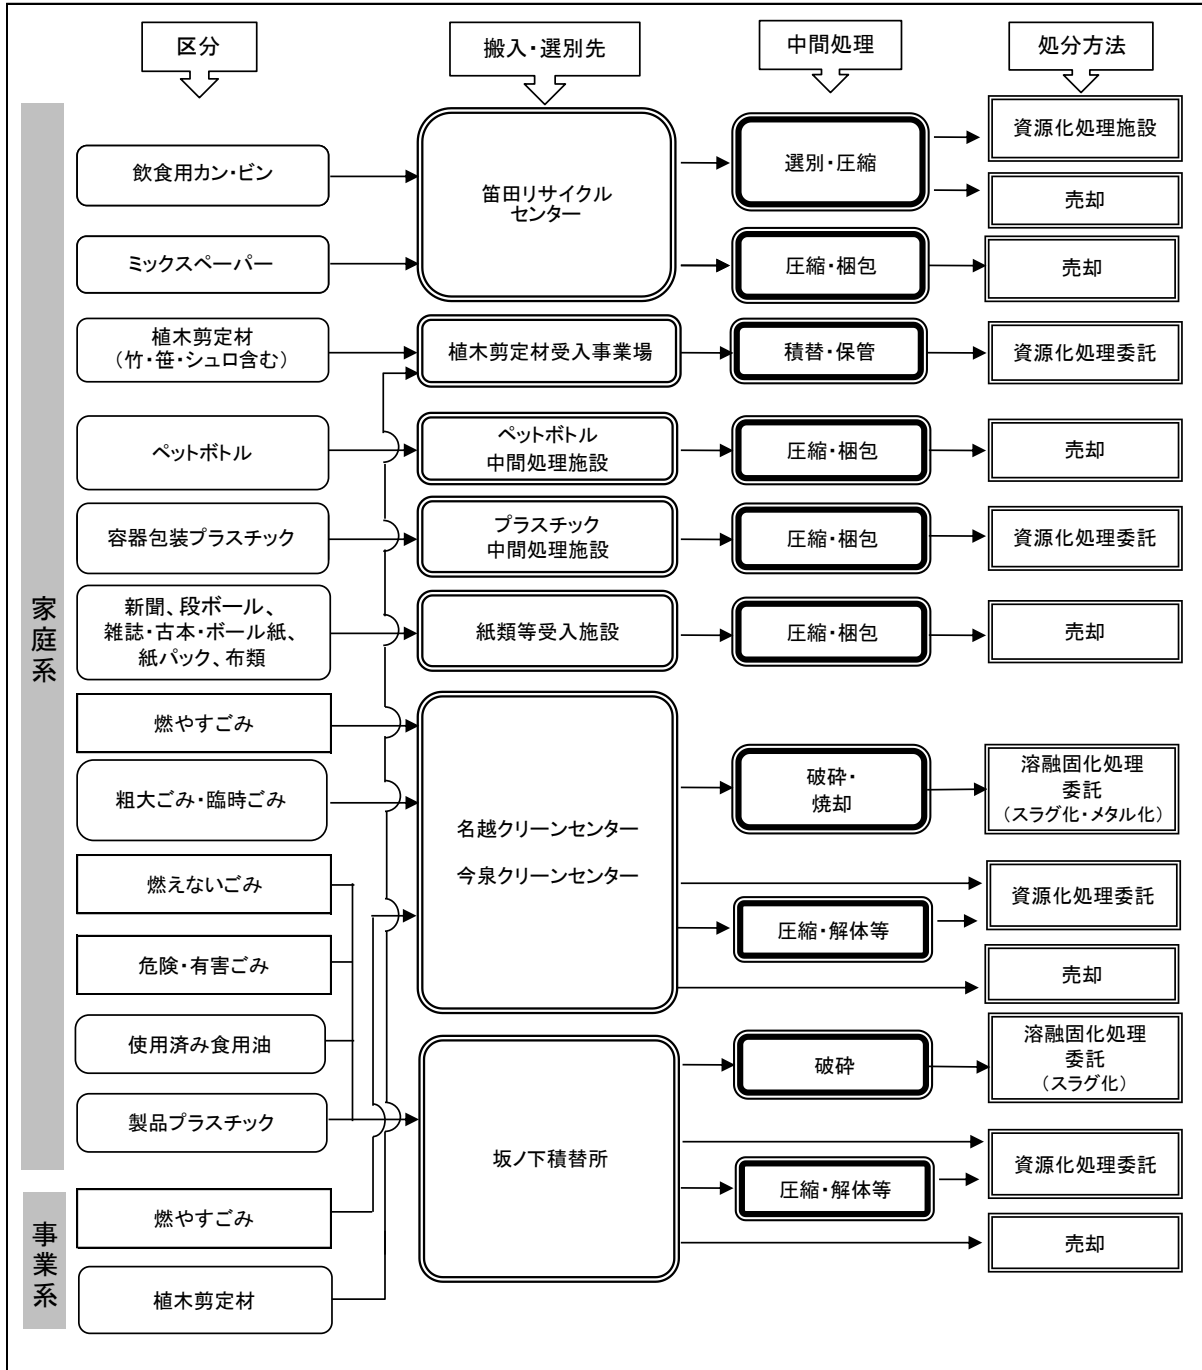 区分
搬入・選別先
中間処理
処分方法
家庭系
飲食用カン・ビン
笛田リサイクル
センター
選別・圧縮
資源化処理施設
売却
ミックスペーパー
圧縮・梱包
売却
植木剪定材
（竹・笹・シュロ含む）
植木剪定材受入事業場
積替・保管
資源化処理委託
ペットボトル
ペットボトル
中間処理施設
圧縮・梱包
売却
容器包装プラスチック
プラスチック
中間処理施設
圧縮・梱包
資源化処理委託
新聞、段ボール、
雑誌・古本・ボール紙、
紙パック、布類
紙類等受入施設
圧縮・梱包
売却
燃やすごみ
粗大ごみ・臨時ごみ
燃えないごみ
危険・有害ごみ
使用済み食用油
製品プラスチック
名越クリーンセンター
今泉クリーンセンター
破砕・
焼却
溶融固化処理
委託
（スラグ化・メタル化）
資源化処理委託
圧縮・解体等
売却
坂ノ下積替所
破砕
溶融固化処理
委託
（スラグ化）
資源化処理委託
圧縮・解体等
売却
事業系
燃やすごみ
植木剪定材